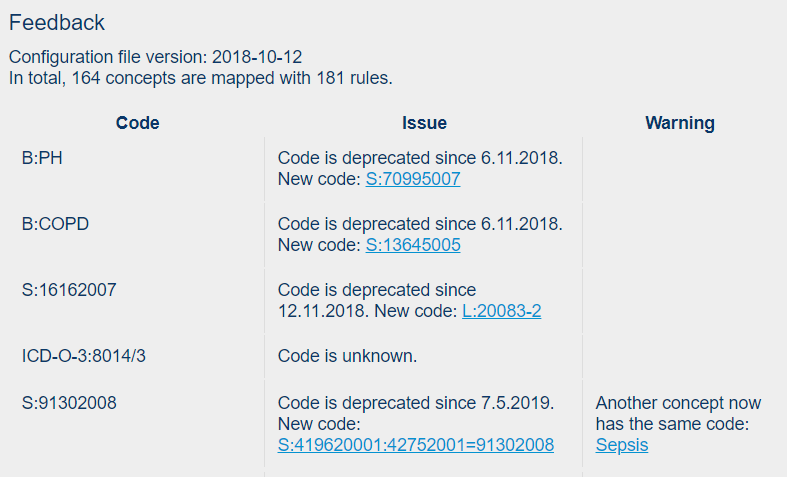 Feedback
Configuration file version: 2018-10-12
In total, 164 concepts are mapped with 181 rules.
Code Issue Warning
B:PH
Code is deprecated since 6.11.2018.
New code: S:70995007
B:COPD
Code is deprecated since 6.11.2018.
New code: S:13645005
S:16162007
Code is deprecated since
12.11.2018. New code: L:20083-2
ICD-O-3:8014/3
Code is unknown.
S:91302008
Code is deprecated since 7.5.2019.
New code:
S:419620001:42752001=91302008
Another concept now
has the same code:
Sepsis